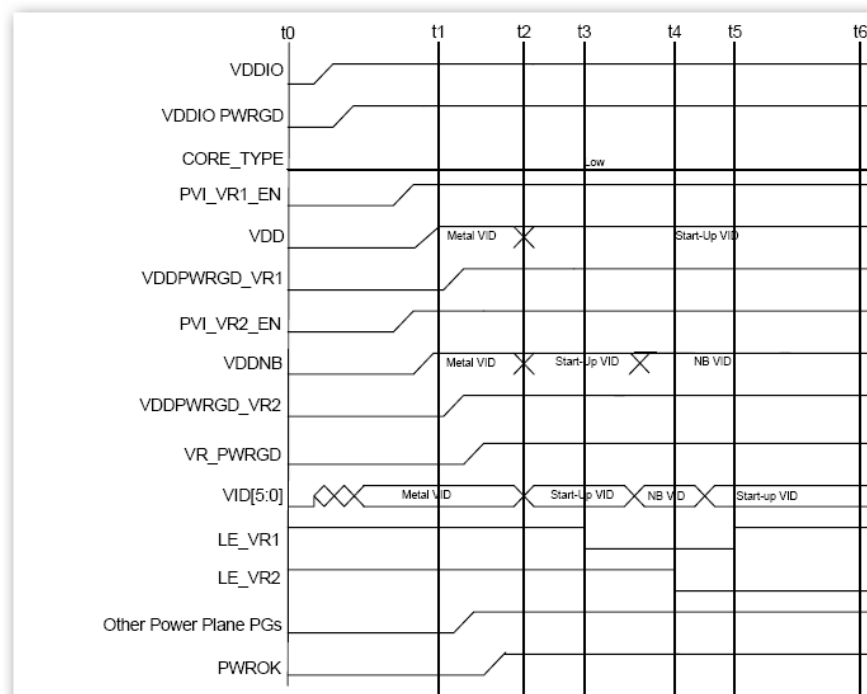 t0 t1 t2 t3 t4 t5 t6
VDDIO
VDDIO PWRGD
CORE_TYPE Low
PVI_VR1_EN
VDD Metal VID Start-Up VID
VDDPWRGD_VR1
PVI_VR2_EN
VDDNB Metal VID Start-Up VID NB VID
VDDPWRGD_VR2
VR_PWRGD
VID[5:0] Metal VID Start-Up VID NB VID Start-up VID
LE_VR1
LE_VR2
Other Power Plane PGs
PWROK